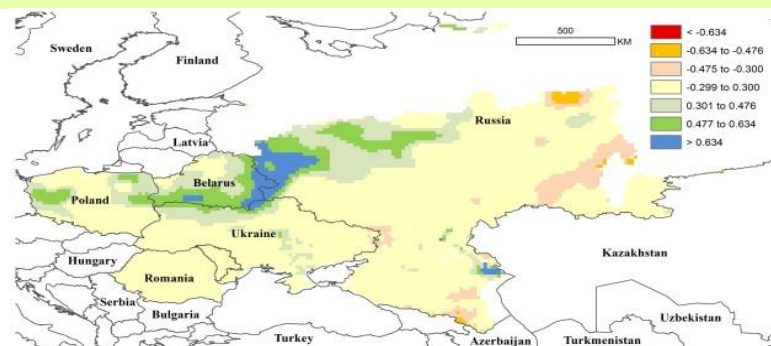 Sweden
Finland
500
KM
< -0.634
-0.634 to -0.476
-0.475 to -0.300
-0.299 to 0.300
0.301 to 0.476
0.477 to 0.634
> 0.634
Russia
Latvia
Belarus
Poland
Ukraine
Kazakhstan
Hungary
Romania
Serbia
Bulgaria
Uzbekistan
Turkey
Azerbaijan
Turkmenistan